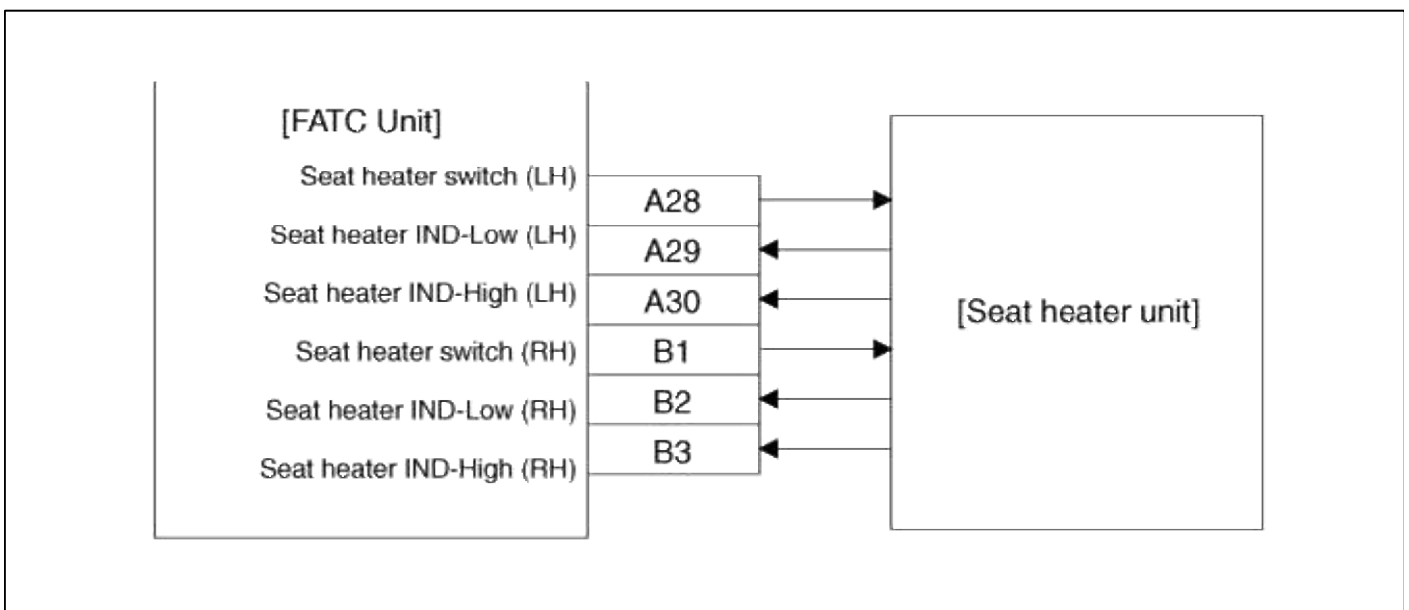 [FATC Unit]
Seat heater switch (LH)
A28
Seat heater IND-Low (LH)
A29
Seat heater IND-High (LH)
A30
Seat heater switch (RH)
B1
Seat heater IND-Low (RH)
B2
Seat heater IND-High (RH)
B3
[Seat heater unit]